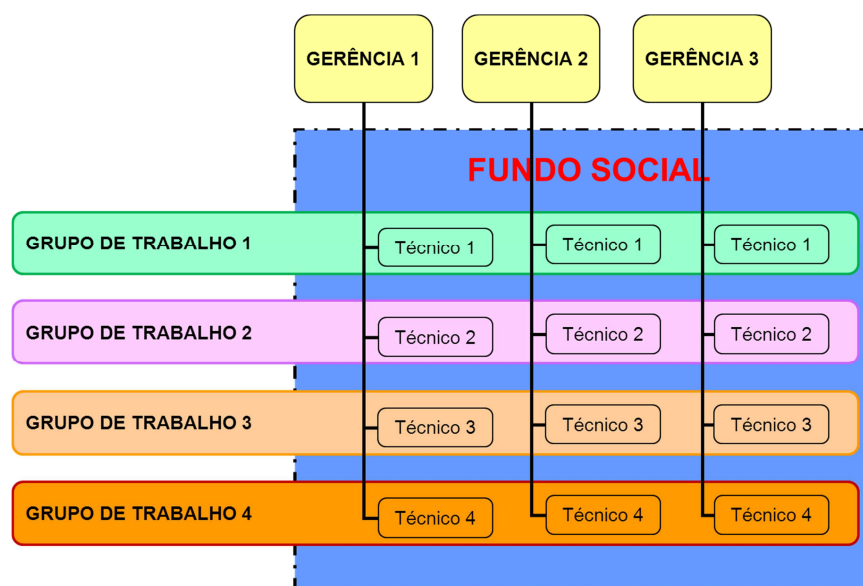 GERÊNCIA 1
GERÊNCIA 2
GERÊNCIA 3
FUNDO SOCIAL
GRUPO DE TRABALHO 1
Técnico 1
Técnico 1
Técnico 1
GRUPO DE TRABALHO 2
Técnico 2
Técnico 2
Técnico 2
GRUPO DE TRABALHO 3
Técnico 3
Técnico 3
Técnico 3
GRUPO DE TRABALHO 4
Técnico 4
Técnico 4
Técnico 4